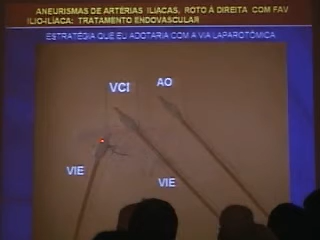 ANEURISMAS DE ARTÉRIAS ILIACAS, ROTO À DIREITA COM FAV
ILIO-ILÍACA: TRATAMENTO ENDOVASCULAR
ESTRATÉGIA QUE EU ADOTARIA COM A VIA LAPAROTÔMICA
VCI
AO
VIE
VIE